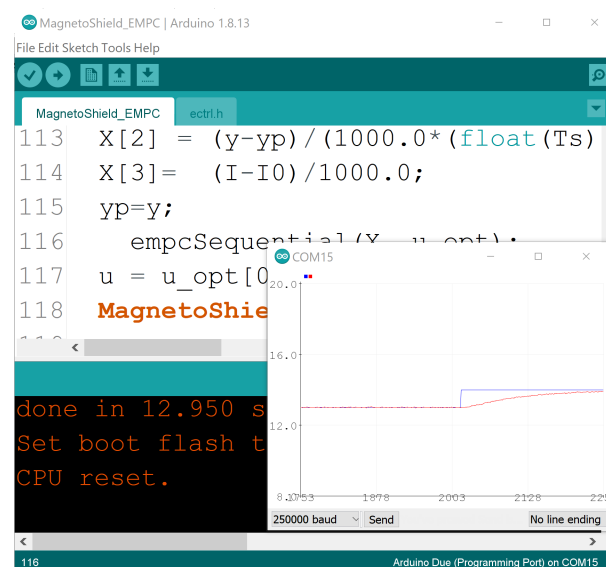 MagnetoShield_EMPC | Arduino 1.8.13
File Edit Sketch Tools Help
MagnetoShield_EMPC ectrl.h
113 X[2] = (y-yp)/(1000.0*(float(Ts)
114 X[3]= (I-I0)/1000.0;
115 yp=y;
116 empcSequential(X, u_opt);
117 u = u_opt[0
118 MagnetoShie
done in 12.950 s
Set boot flash t
CPU reset.
COM15
20.0
16.0
12.0
8.0
1753 1878 2003 2128 225
250000 baud Send No line ending
116 Arduino Due (Programming Port) on COM15